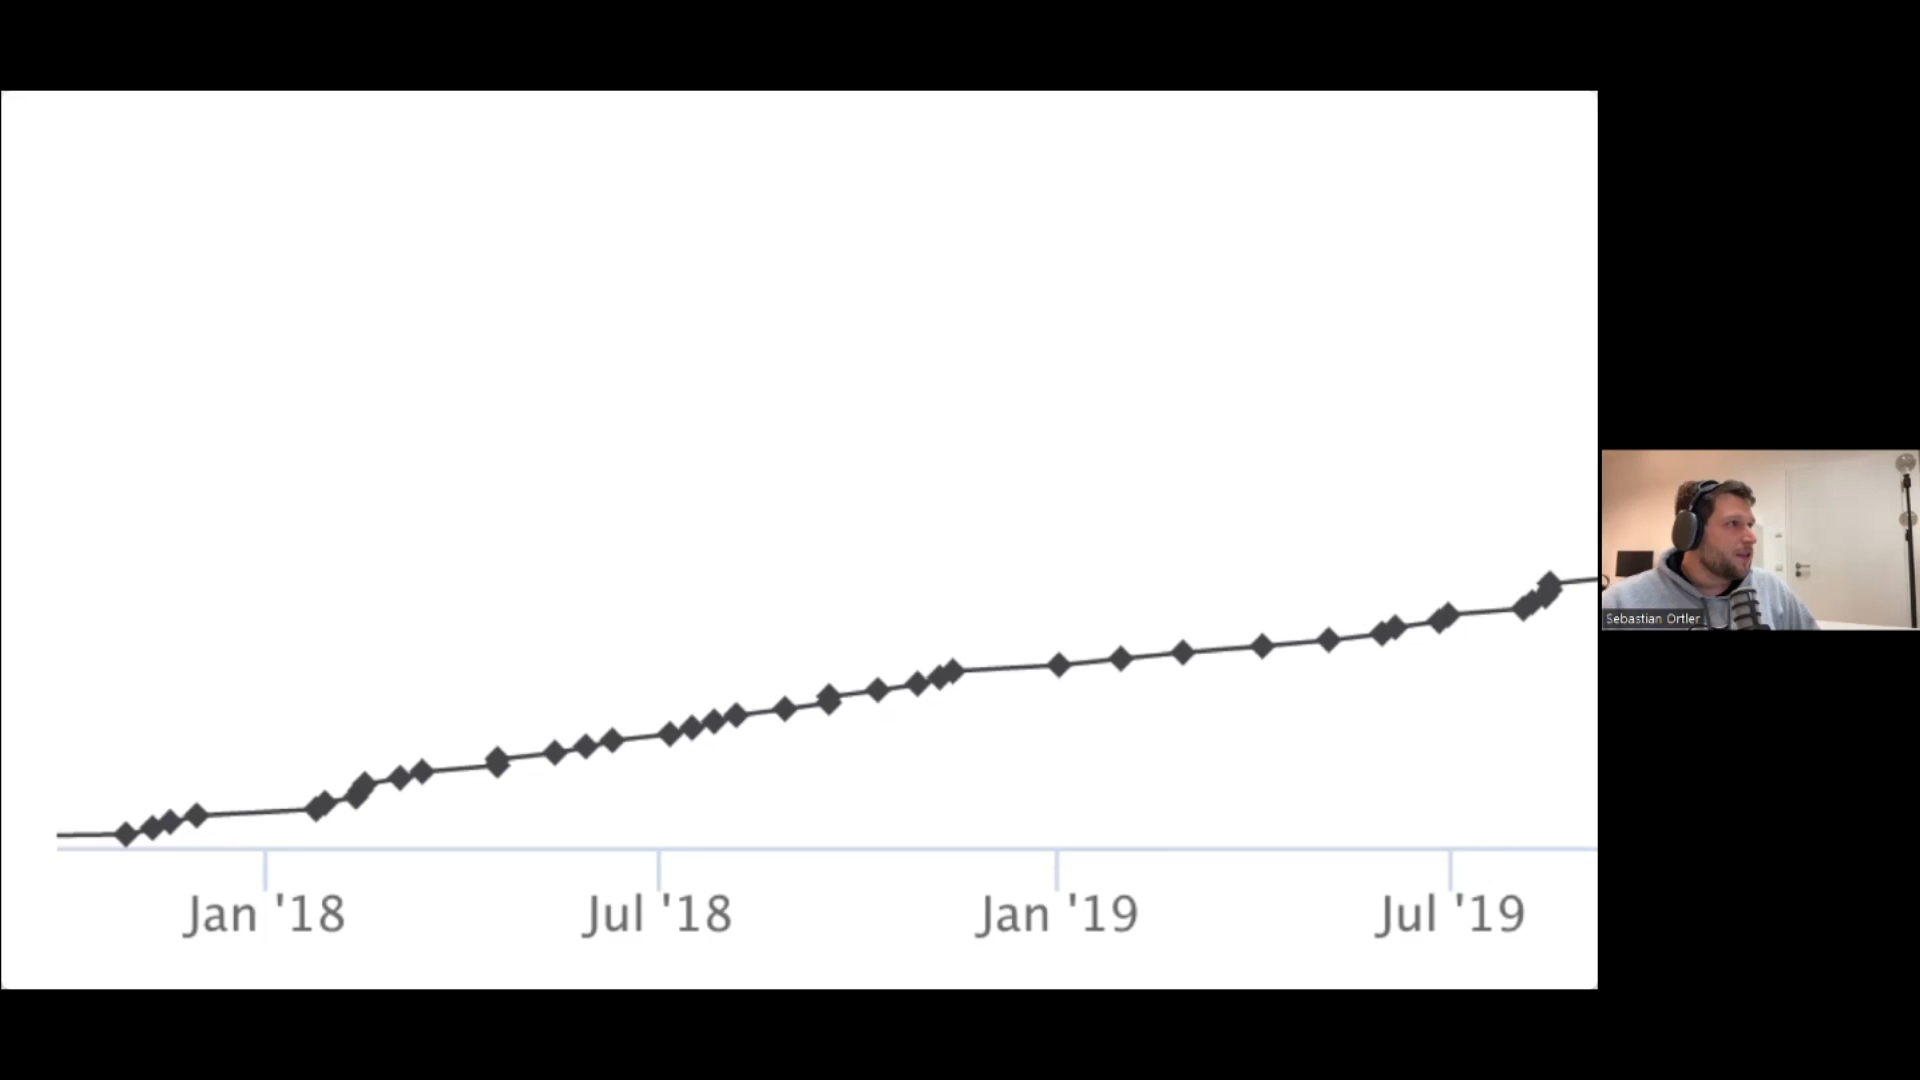 Jan '18
Jul '18
Jan '19
Jul '19
Sebastian Ortler